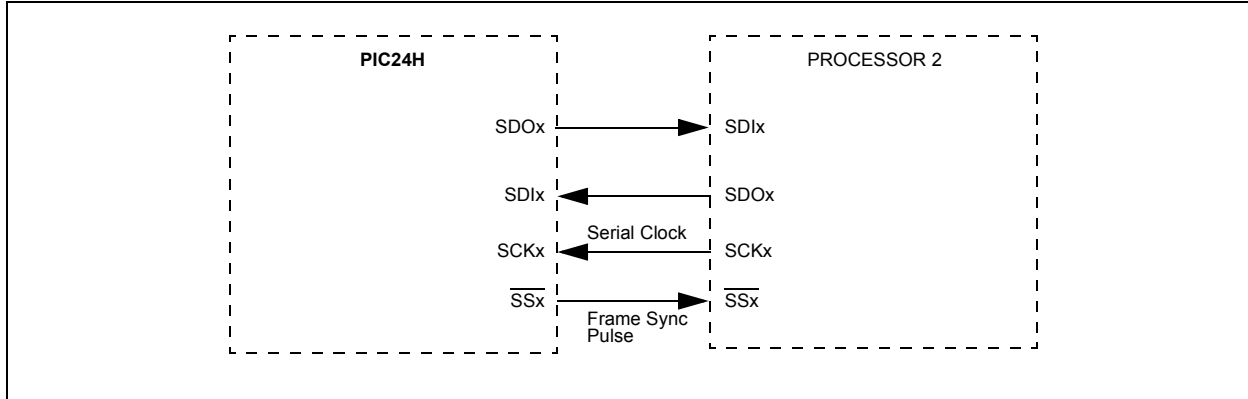 PIC24H
PROCESSOR 2
SDOx
SDIx
SDIx
SDOx
Serial Clock
SCKx
SCKx
SSx
SSx
Frame Sync
Pulse